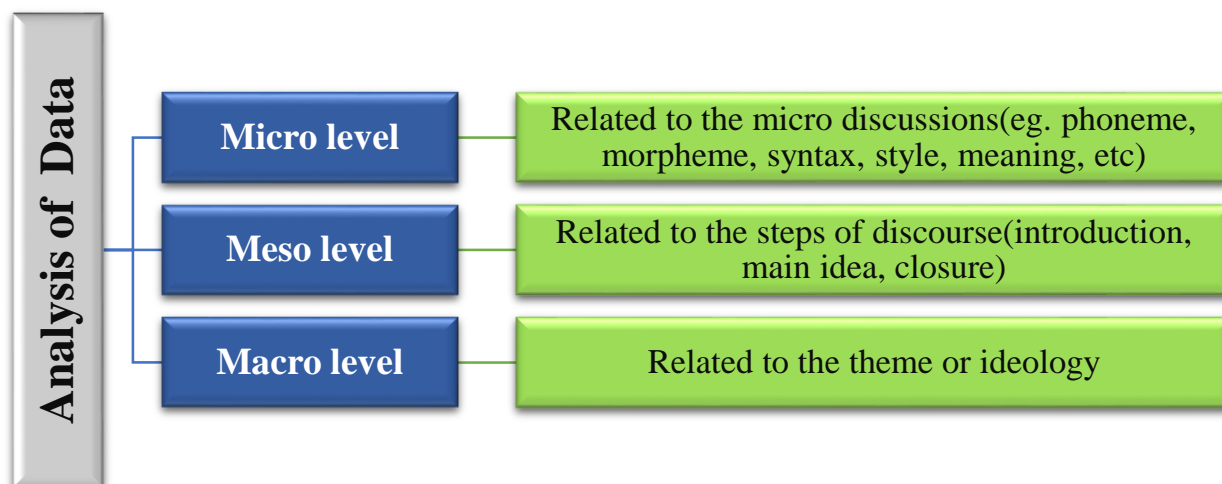 Analysis of Data
Micro level
Related to the micro discussions(eg. phoneme,
morpheme, syntax, style, meaning, etc)
Meso level
Related to the steps of discourse(introduction,
main idea, closure)
Macro level
Related to the theme or ideology